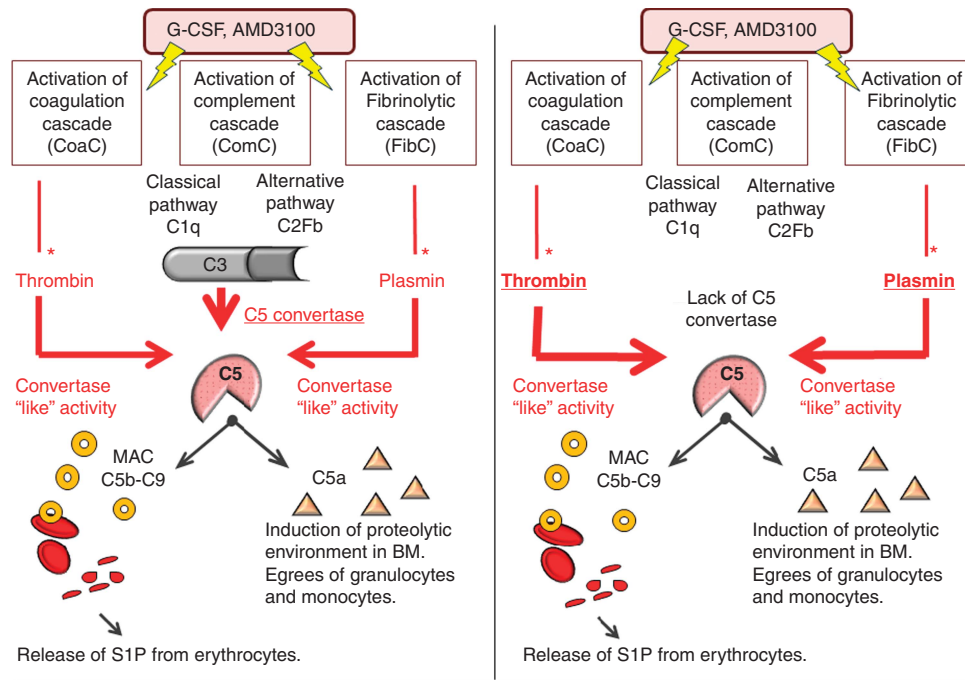 G-CSF, AMD3100
Activation of
coagulation
cascade
(CoaC)
Activation of
complement
cascade
(ComC)
Activation of
Fibrinolytic
cascade
(FibC)
Classical
pathway
C1q
Alternative
pathway
C2Fb
*
*
Thrombin
C3
Plasmin
C5 convertase
C5
Convertase
“like” activity
Convertase
“like” activity
MAC
C5b-C9
C5a
Induction of proteolytic
environment in BM.
Egrees of granulocytes
and monocytes.
Release of S1P from erythrocytes.
G-CSF, AMD3100
Activation of
coagulation
cascade
(CoaC)
Activation of
complement
cascade
(ComC)
Activation of
Fibrinolytic
cascade
(FibC)
Classical
pathway
C1q
Alternative
pathway
C2Fb
*
*
Thrombin
Plasmin
Lack of C5
convertase
C5
Convertase
“like” activity
Convertase
“like” activity
MAC
C5b-C9
C5a
Induction of proteolytic
environment in BM.
Egrees of granulocytes
and monocytes.
Release of S1P from erythrocytes.